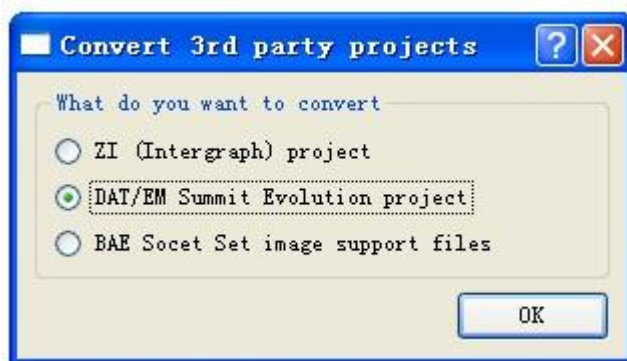 Convert 3rd party projects
What do you want to convert
ZI (Intergraph) project
DAT/EM Summit Evolution project
BAE Socet Set image support files
OK